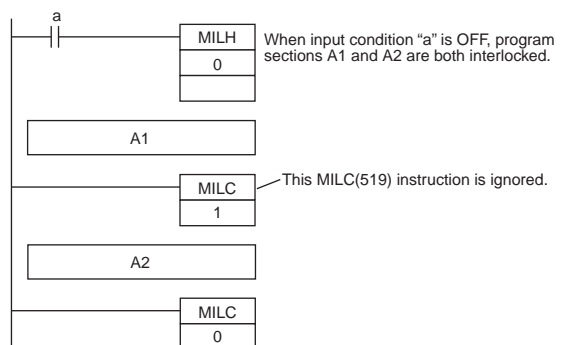 a
MILH
0
When input condition “a” is OFF, program
sections A1 and A2 are both interlocked.
A1
MILC
1
This MILC(519) instruction is ignored.
A2
MILC
0